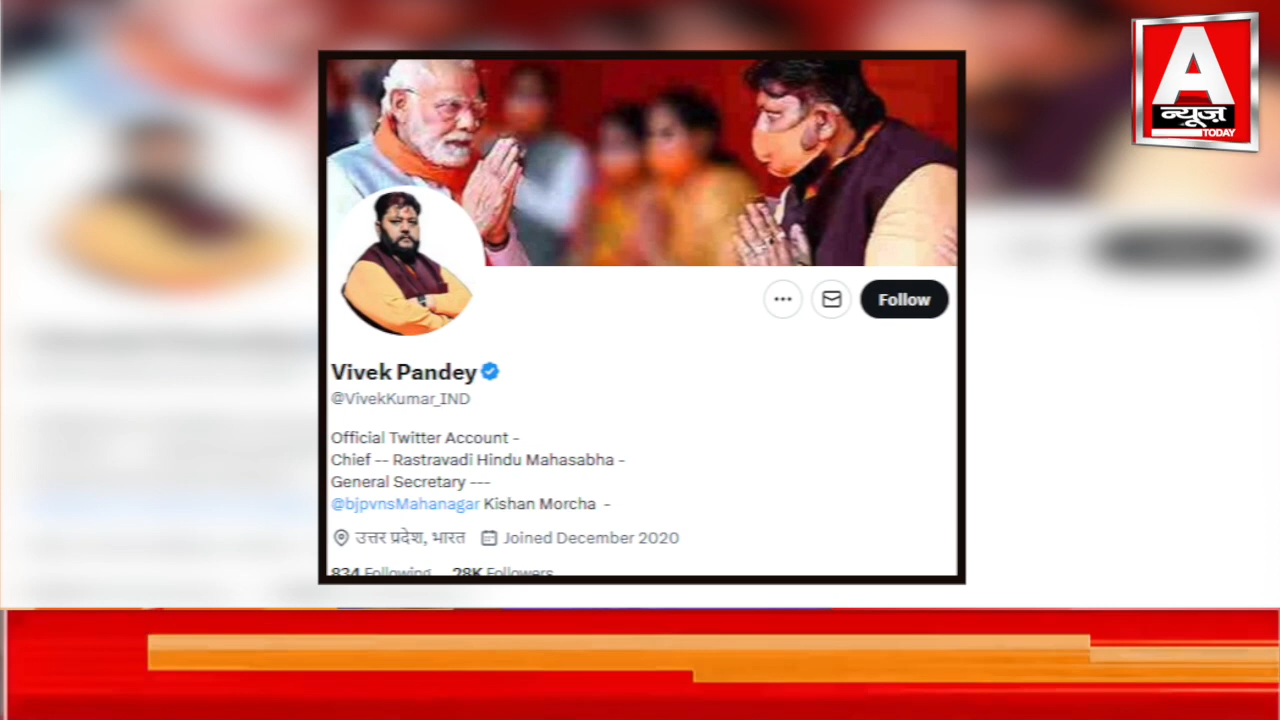 A
न्यूज़
TODAY
Follow
Vivek Pandey
@VivekKumar_IND
Official Twitter Account -
Chief -- Rastravadi Hindu Mahasabha -
General Secretary ---
@bjpvnsMahanagar Kishan Morcha -
उत्तर प्रदेश, भारत Joined December 2020
834 Following 28K Followers